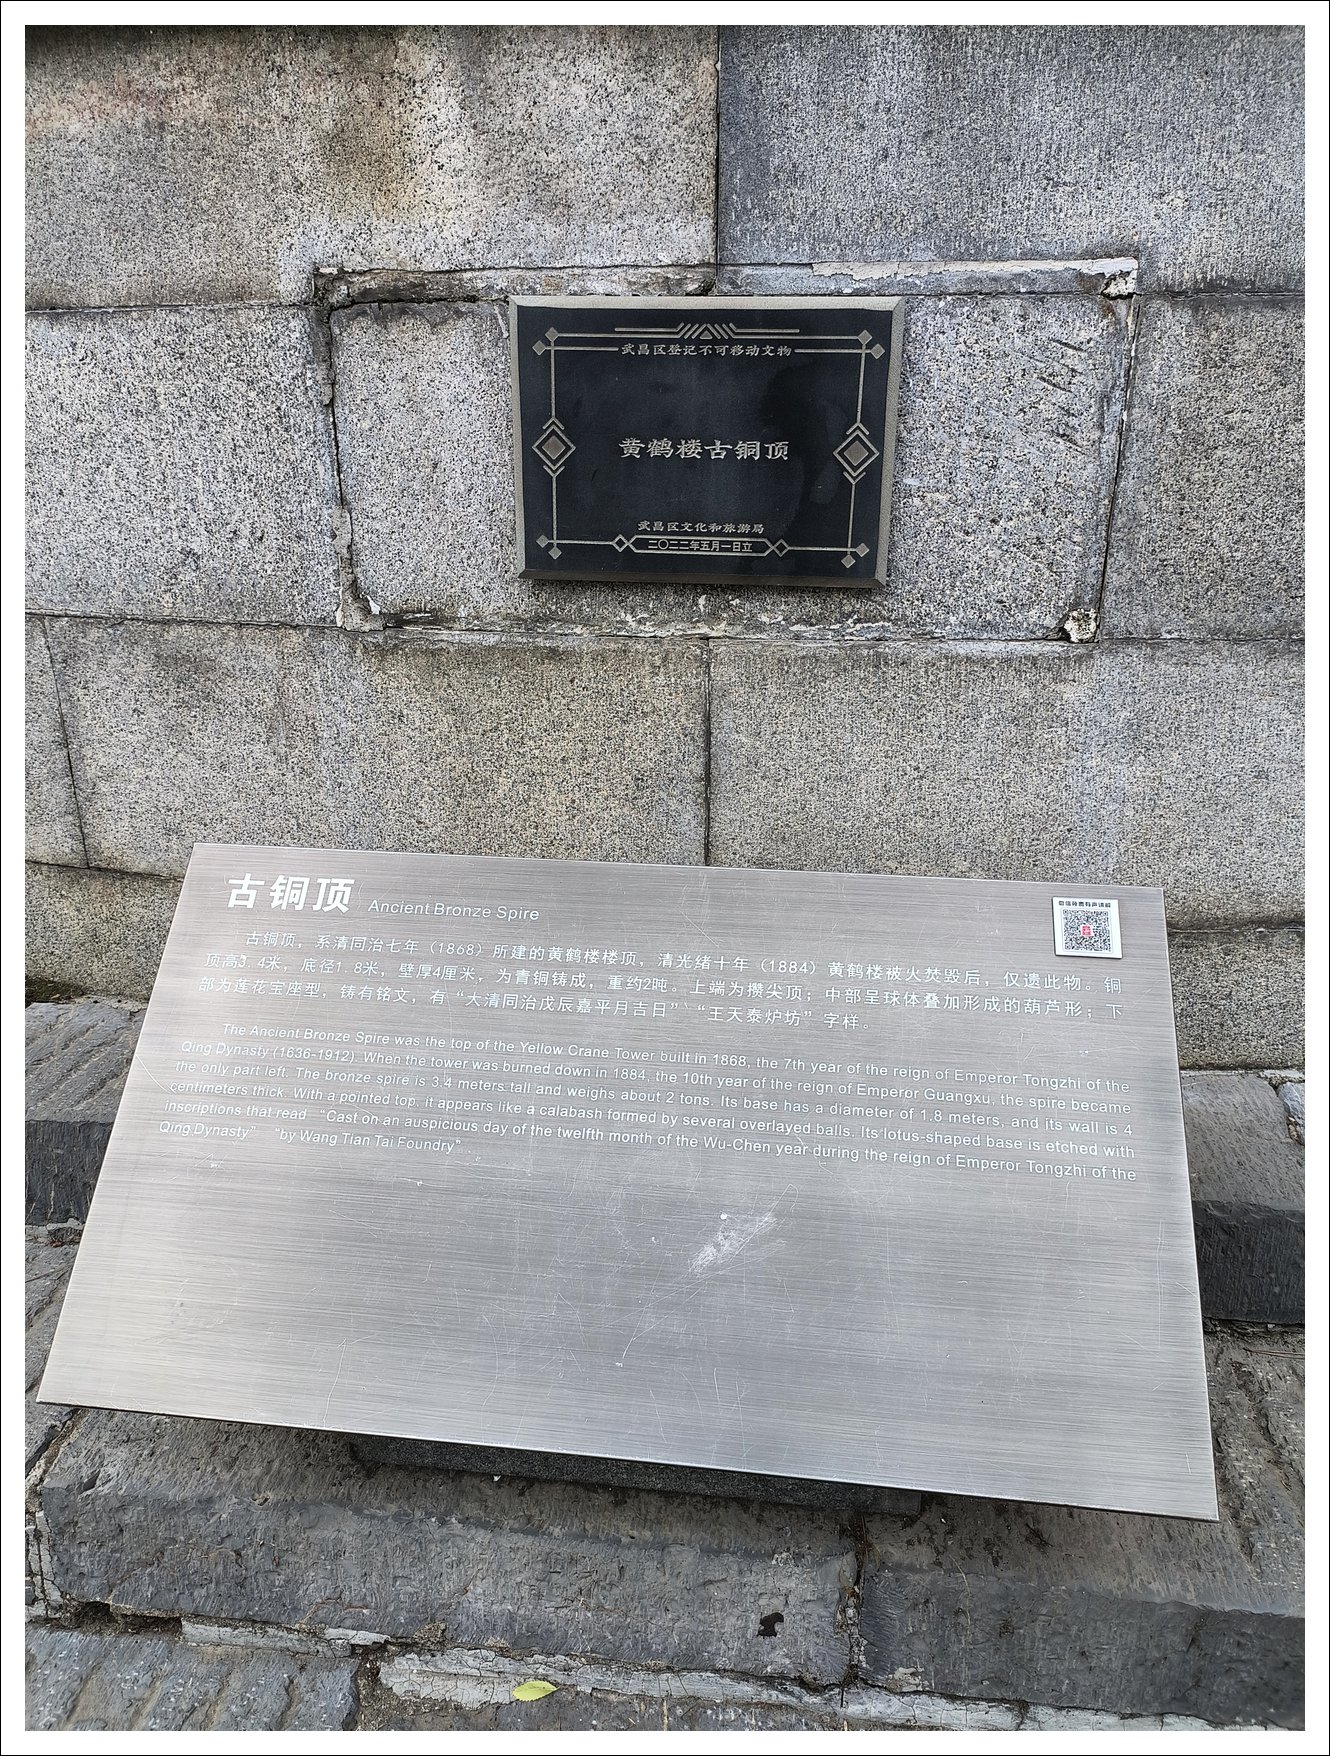 武昌区登记不可移动文物
黄鹤楼古铜顶
武昌区文化和旅游局
二〇二二年五月一日立
古铜顶 Ancient Bronze Spire
微信免费有声讲解
古铜顶，系清同治七年（1868）所建的黄鹤楼楼顶，清光绪十年（1884）黄鹤楼被火焚毁后，仅遗此物。铜
顶高3.4米，底径1.8米，壁厚4厘米，为青铜铸成，重约2吨。上端为攒尖顶；中部呈球体叠加形成的葫芦形；下
部为莲花宝座型，铸有铭文，有“大清同治戊辰嘉平月吉日”、“王天泰炉坊”字样。
The Ancient Bronze Spire was the top of the Yellow Crane Tower built in 1868, the 7th year of the reign of Emperor Tongzhi of the
Qing Dynasty (1636-1912). When the tower was burned down in 1884, the 10th year of the reign of Emperor Guangxu, the spire became
the only part left. The bronze spire is 3.4 meters tall and weighs about 2 tons. Its base has a diameter of 1.8 meters, and its wall is 4
centimeters thick. With a pointed top, it appears like a calabash formed by several overlayed balls. Its lotus-shaped base is etched with
inscriptions that read “Cast on an auspicious day of the twelfth month of the Wu-Chen year during the reign of Emperor Tongzhi of the
Qing Dynasty” “by Wang Tian Tai Foundry”.